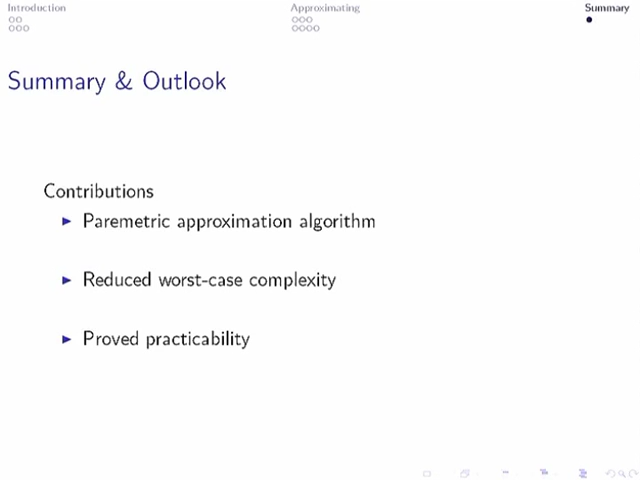 Introduction
Approximating
Summary
Summary & Outlook
Contributions
Paremetric approximation algorithm
Reduced worst-case complexity
Proved practicability